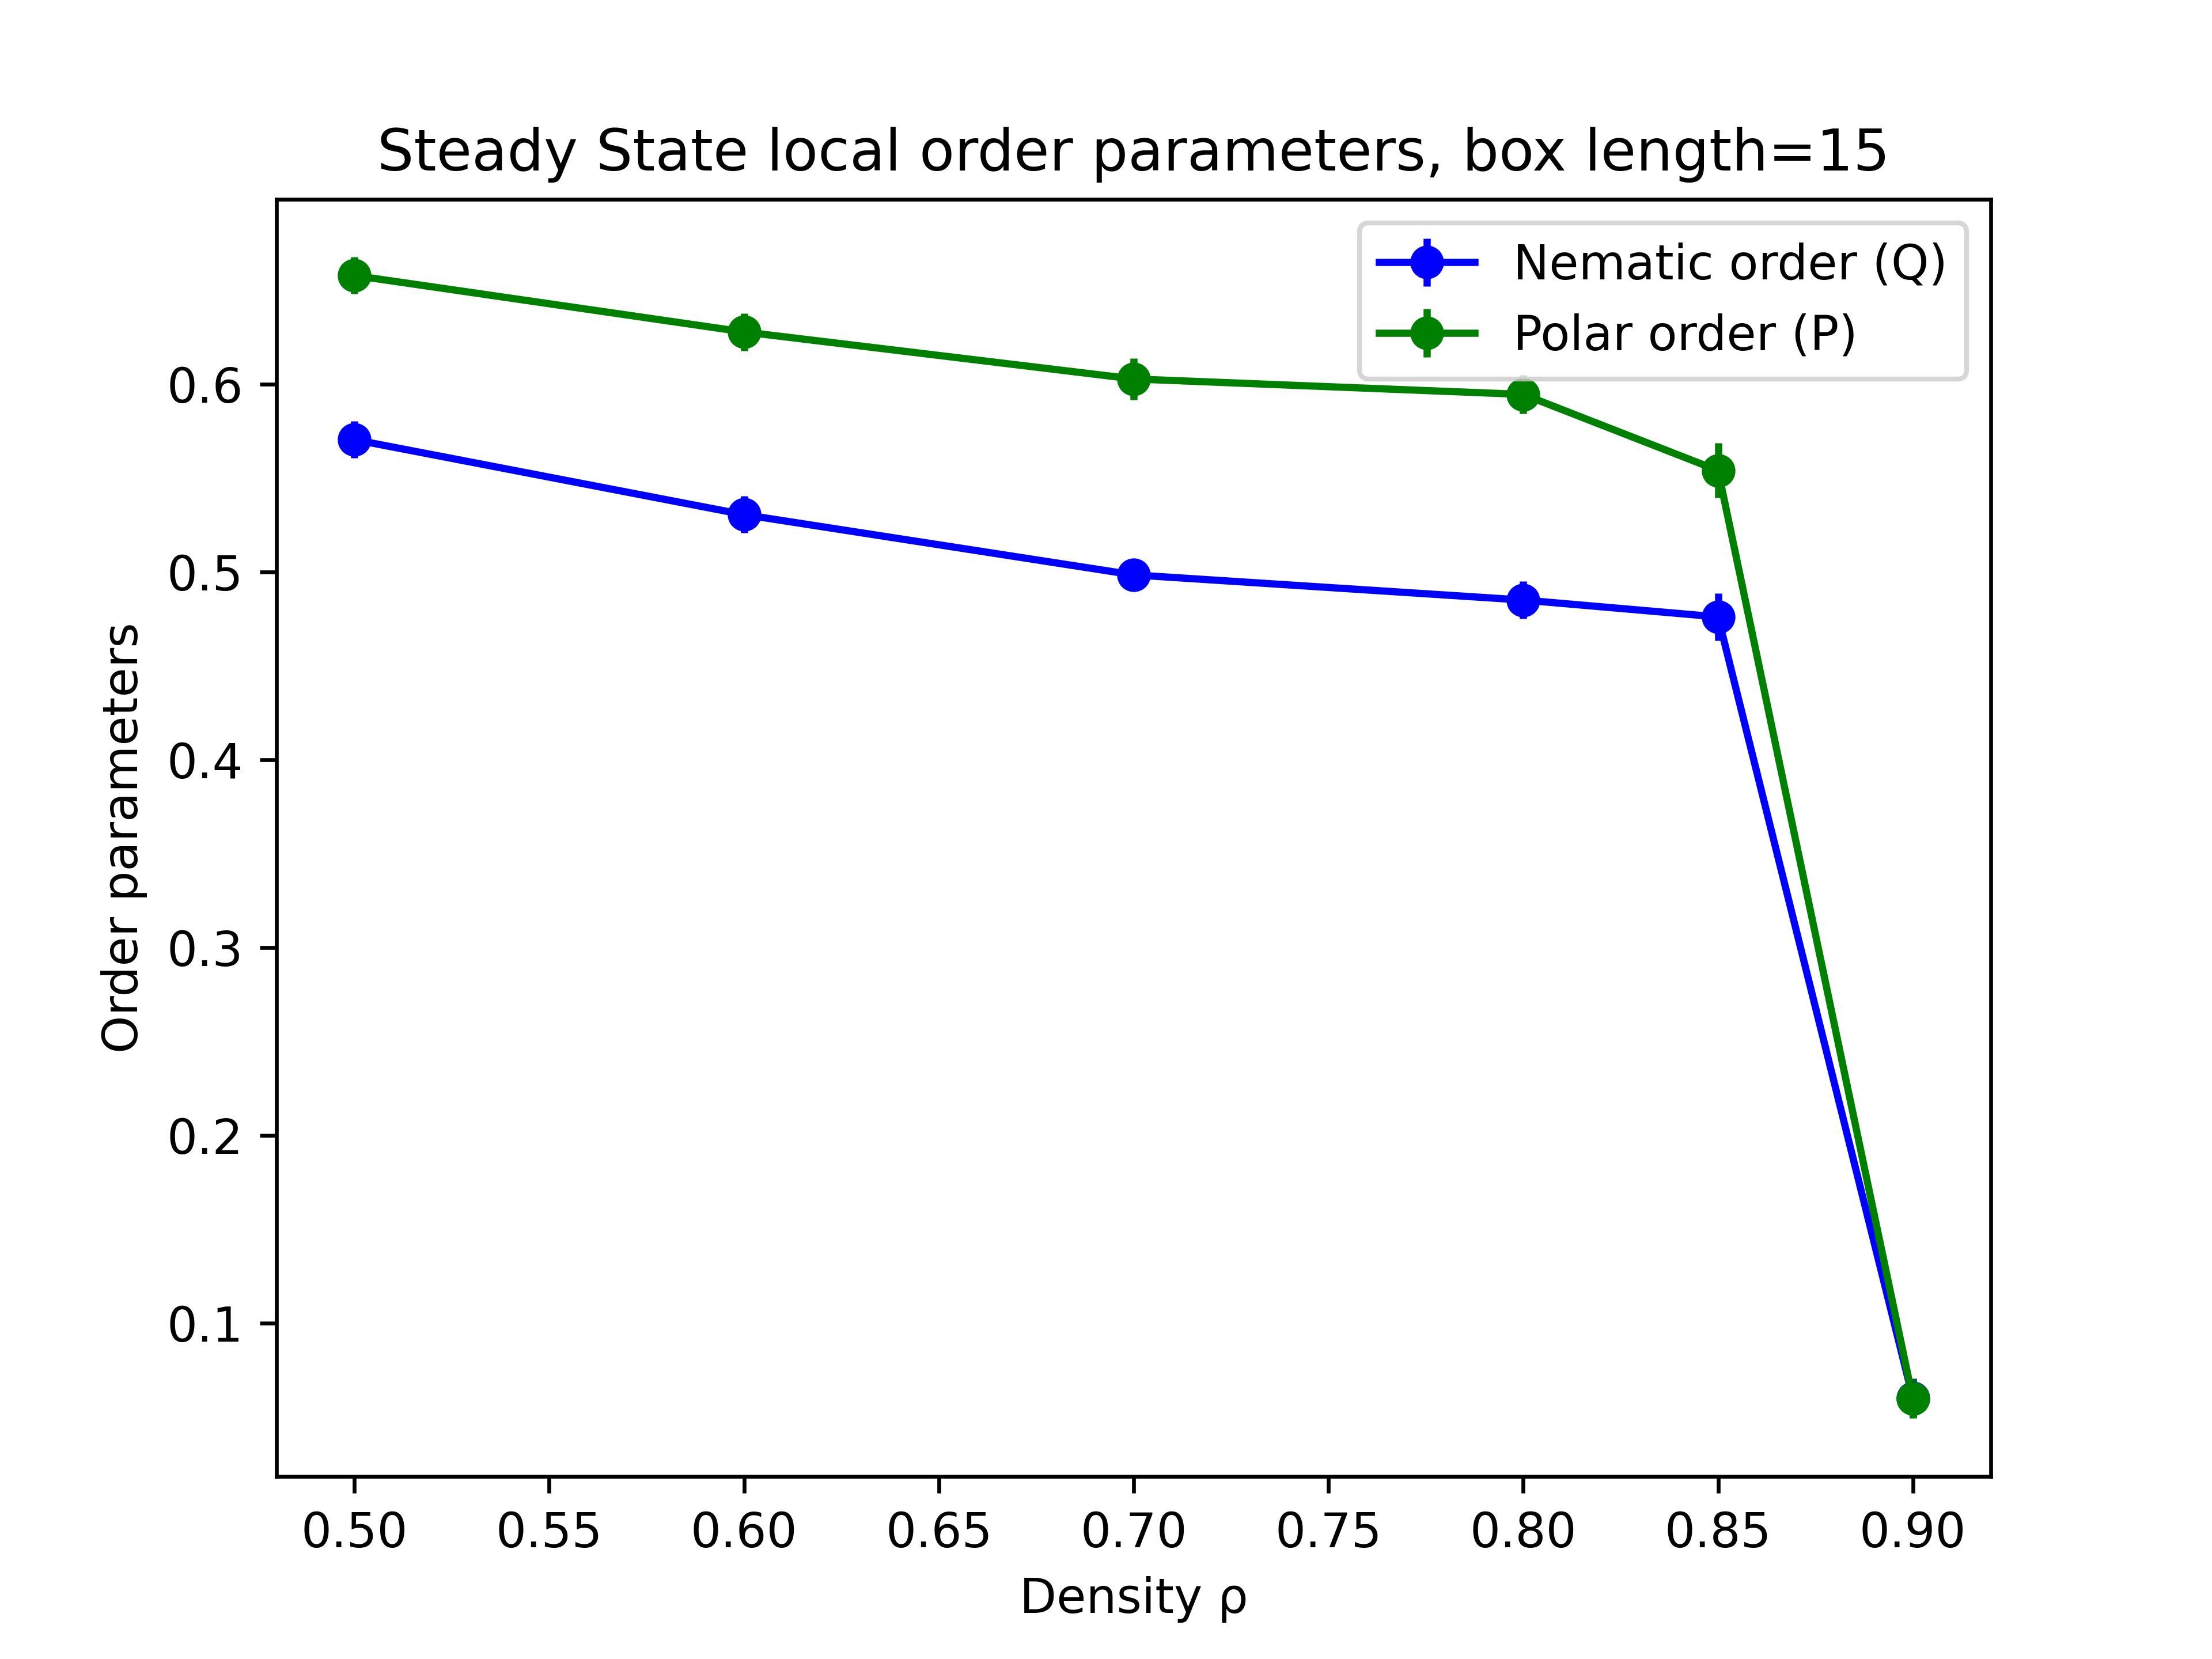 Steady State local order parameters, box length=15
Nematic order (Q)
Polar order (P)
0.6
0.5
0.4
0.3
0.2
0.1
Order parameters
0.50 0.55 0.60 0.65 0.70 0.75 0.80 0.85 0.90
Density ρ